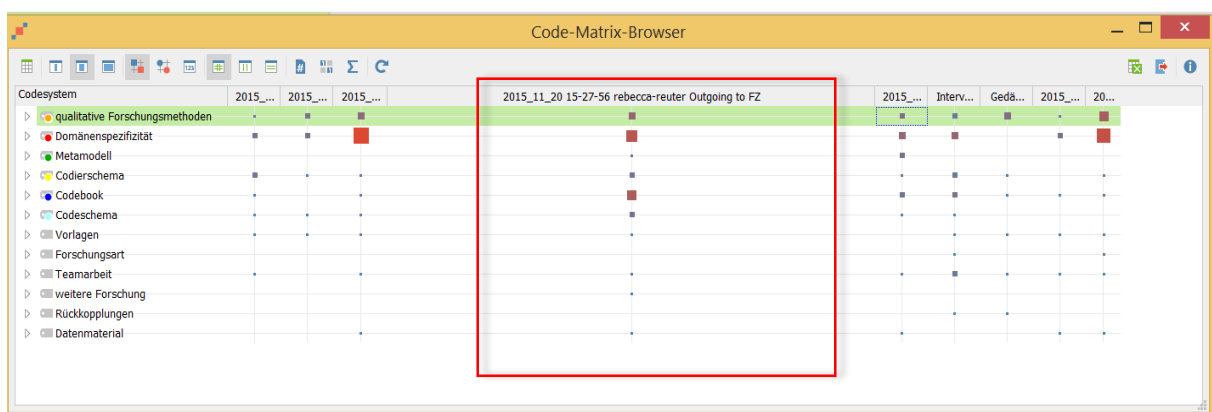 Code-Matrix-Browser
Codesystem 2015_... 2015_... 2015_... 2015_11_20 15-27-56 rebecca-reuter Outgoing to FZ 2015_... Interv... Gedä... 2015_... 20...
qualitative Forschungsmethoden
Domänenspezifizität
Metamodell
Codierschema
Codebook
Codeschema
Vorlagen
Forschungsart
Teamarbeit
weitere Forschung
Rückkopplungen
Datenmaterial